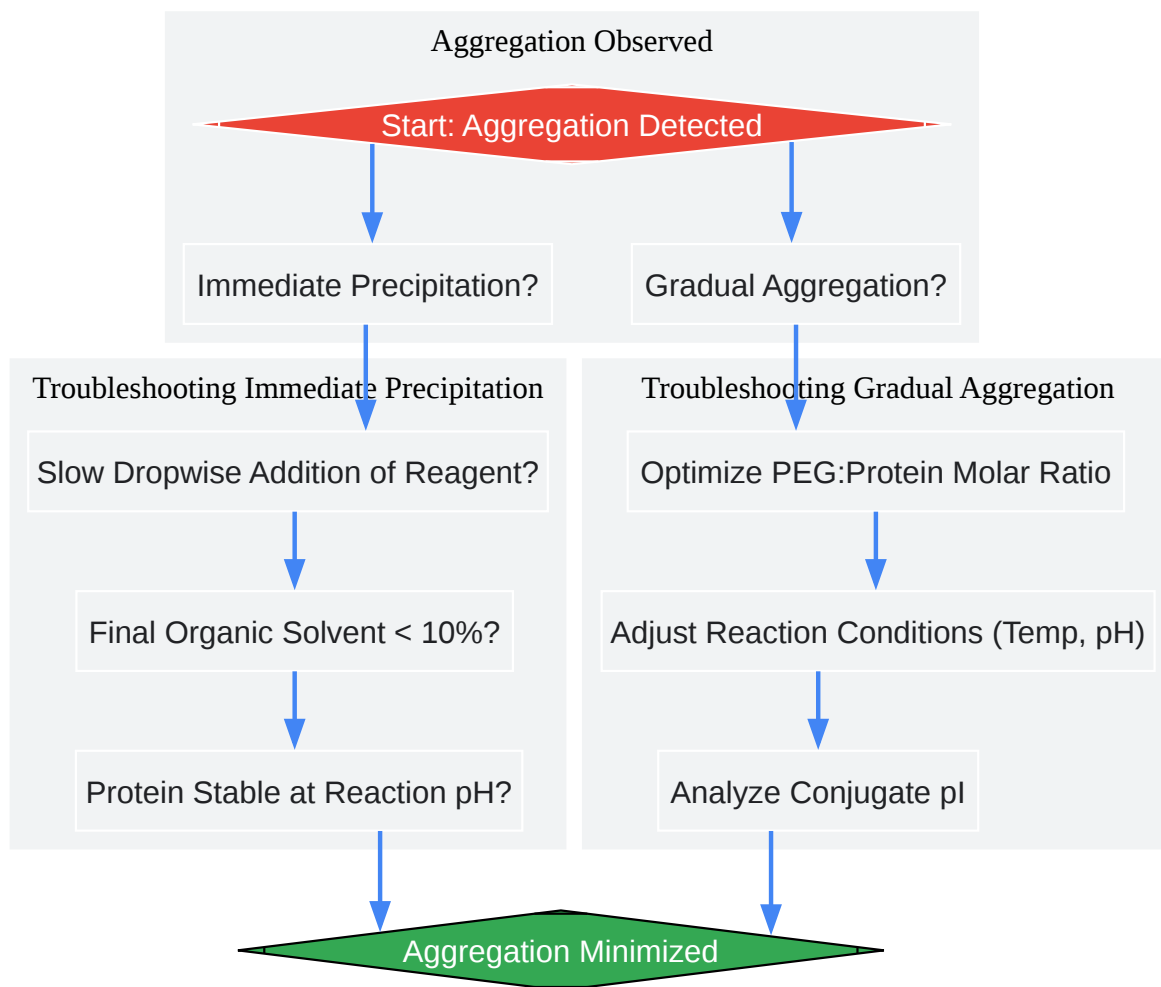 Aggregation Observed
Start: Aggregation Detected
Immediate Precipitation?
Gradual Aggregation?
Troubleshooting Immediate Precipitation
Slow Dropwise Addition of Reagent?
Final Organic Solvent < 10%?
Protein Stable at Reaction pH?
Troubleshooting Gradual Aggregation
Optimize PEG:Protein Molar Ratio
Adjust Reaction Conditions (Temp, pH)
Analyze Conjugate pI
Aggregation Minimized